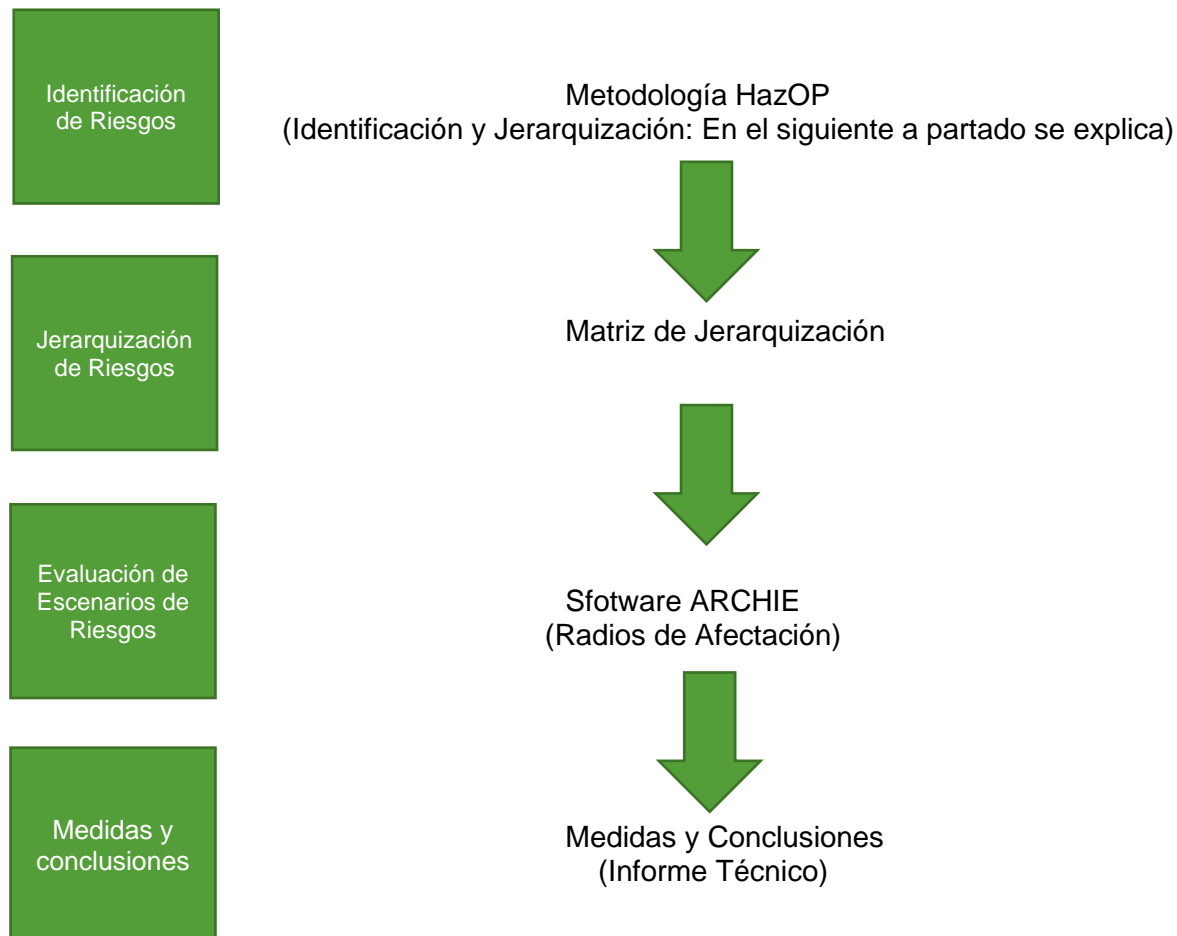 Identificación
de Riesgos
Metodología HazOP
(Identificación y Jerarquización: En el siguiente a partado se explica)
Jerarquización
de Riesgos
Matriz de Jerarquización
Evaluación de
Escenarios de
Riesgos
Sfotware ARCHIE
(Radios de Afectación)
Medidas y
conclusiones
Medidas y Conclusiones
(Informe Técnico)